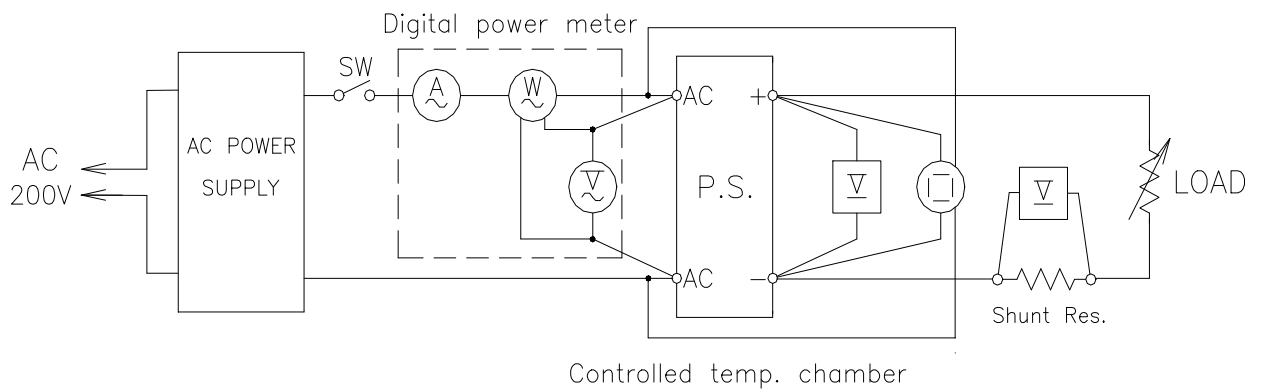 Digital power meter
SW
A
W
AC
+
AC POWER
SUPPLY
AC
200V
V
P.S.
V
V
LOAD
AC
−
Shunt Res.
Controlled temp. chamber